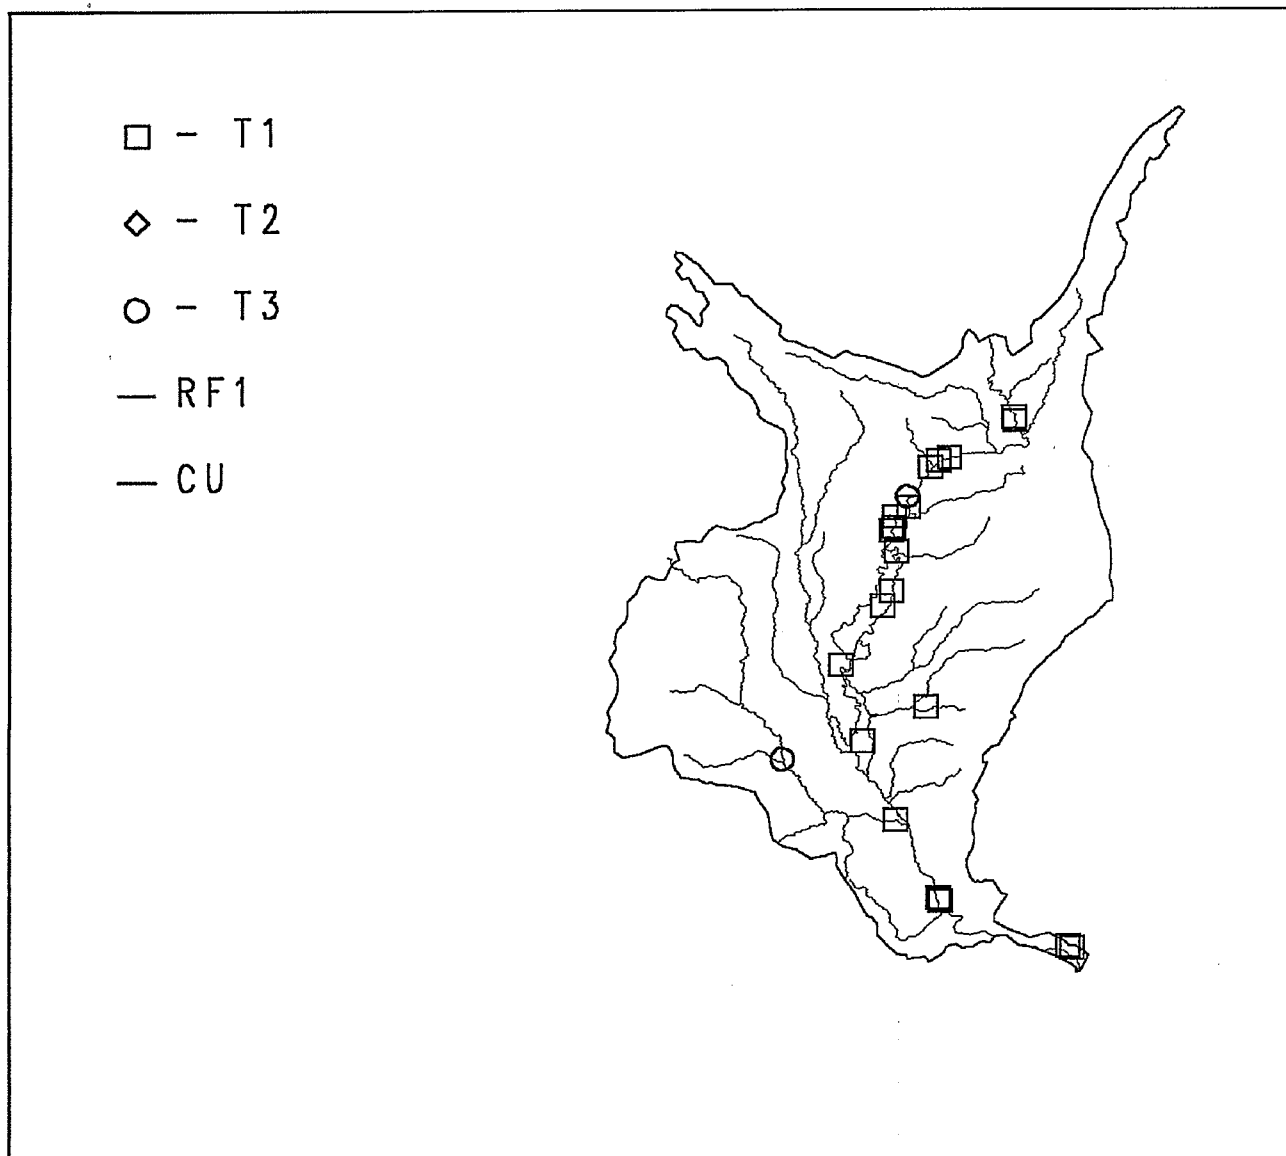 □ - T1
◇ - T2
○ - T3
— RF1
— CU